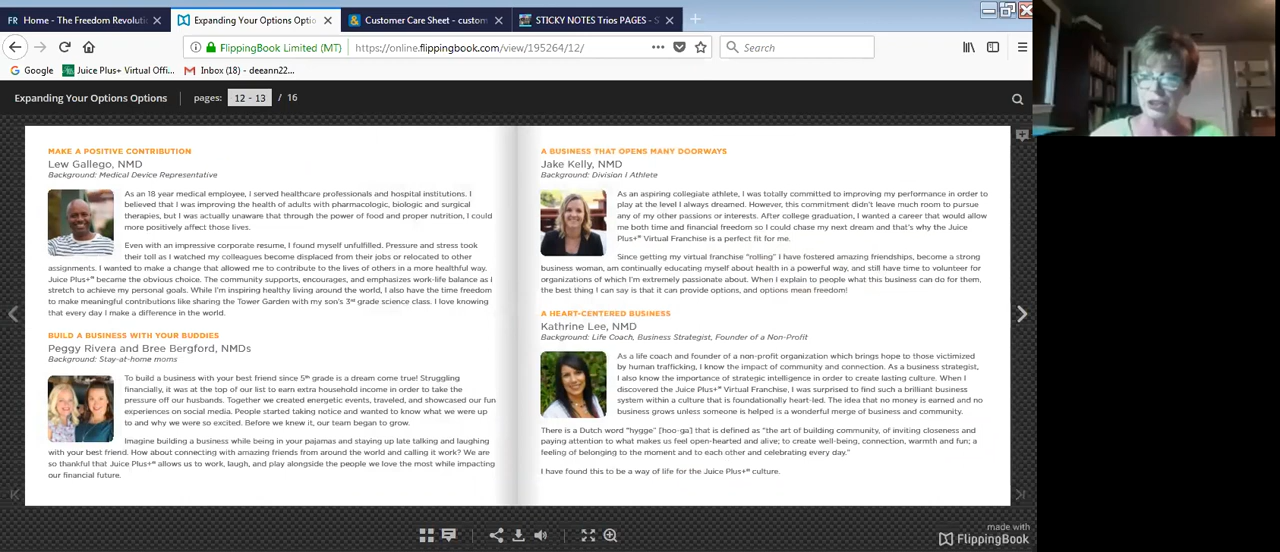 Home - The Freedom Revoluti
Expanding Your Options Opti
Customer Care Sheet - custom
STICKY NOTES Trios PAGES - S
FlippingBook Limited (MT)
https://online.flippingbook.com/view/195264/12/
Search
Google
Juice Plus+ Virtual Offi...
Inbox (18) - deeann22...
Expanding Your Options Options
pages:
12 - 13
/ 16
MAKE A POSITIVE CONTRIBUTION
Lew Gallego, NMD
Background: Medical Device Representative
As an 18 year medical employee, I served healthcare professionals and hospital institutions. I
believed that I was improving the health of adults with pharmacologic, biologic and surgical
therapies, but I was actually unaware that through the power of food and proper nutrition, I could
more positively affect those lives.
Even with an impressive corporate resume, I found myself unfulfilled. Pressure and stress took
their toll as I watched my colleagues become displaced from their jobs or relocated to other
assignments. I wanted to make a change that allowed me to contribute to the lives of others in a more healthful way.
Juice Plus+® became the obvious choice. The community supports, encourages, and emphasizes work-life balance as I
stretch to achieve my personal goals. While I'm inspiring healthy living around the world, I also have the time freedom
to make meaningful contributions like sharing the Tower Garden with my son's 3rd grade science class. I love knowing
that every day I make a difference in the world.
BUILD A BUSINESS WITH YOUR BUDDIES
Peggy Rivera and Bree Bergford, NMDs
Background: Stay-at-home moms
To build a business with your best friend since 5th grade is a dream come true! Struggling
financially, it was at the top of our list to earn extra household income in order to take the
pressure off our husbands. Together we created energetic events, traveled, and showcased our fun
experiences on social media. People started taking notice and wanted to know what we were up
to and why we were so excited. Before we knew it, our team began to grow.
Imagine building a business while being in your pajamas and staying up late talking and laughing
with your best friend. How about connecting with amazing friends from around the world and calling it work? We are
so thankful that Juice Plus+® allows us to work, laugh, and play alongside the people we love the most while impacting
our financial future.
A BUSINESS THAT OPENS MANY DOORWAYS
Jake Kelly, NMD
Background: Division I Athlete
As an aspiring collegiate athlete, I was totally committed to improving my performance in order to
play at the level I always dreamed. However, this commitment didn't leave much room to pursue
any of my other passions or interests. After college graduation, I wanted a career that would allow
me both time and financial freedom so I could chase my next dream and that's why the Juice
Plus+® Virtual Franchise is a perfect fit for me.
Since getting my virtual franchise "rolling" I have fostered amazing friendships, become a strong
business woman, am continually educating myself about health in a powerful way, and still have time to volunteer for
organizations of which I'm extremely passionate about. When I explain to people what this business can do for them,
the best thing I can say is that it can provide options, and options mean freedom!
A HEART-CENTERED BUSINESS
Kathrine Lee, NMD
Background: Life Coach, Business Strategist, Founder of a Non-Profit
As a life coach and founder of a non-profit organization which brings hope to those victimized
by human trafficking, I know the impact of community and connection. As a business strategist,
I also know the importance of strategic intelligence in order to create lasting culture. When I
discovered the Juice Plus+® Virtual Franchise, I was surprised to find such a brilliant business
system within a culture that is foundationally heart-led. The idea that no money is earned and no
business grows unless someone is helped is a wonderful merge of business and community.
There is a Dutch word "hygge" [hoo·ga] that is defined as "the art of building community, of inviting closeness and
paying attention to what makes us feel open-hearted and alive; to create well-being, connection, warmth and fun; a
feeling of belonging to the moment and to each other and celebrating every day."
I have found this to be a way of life for the Juice Plus+® culture.
made with
FlippingBook